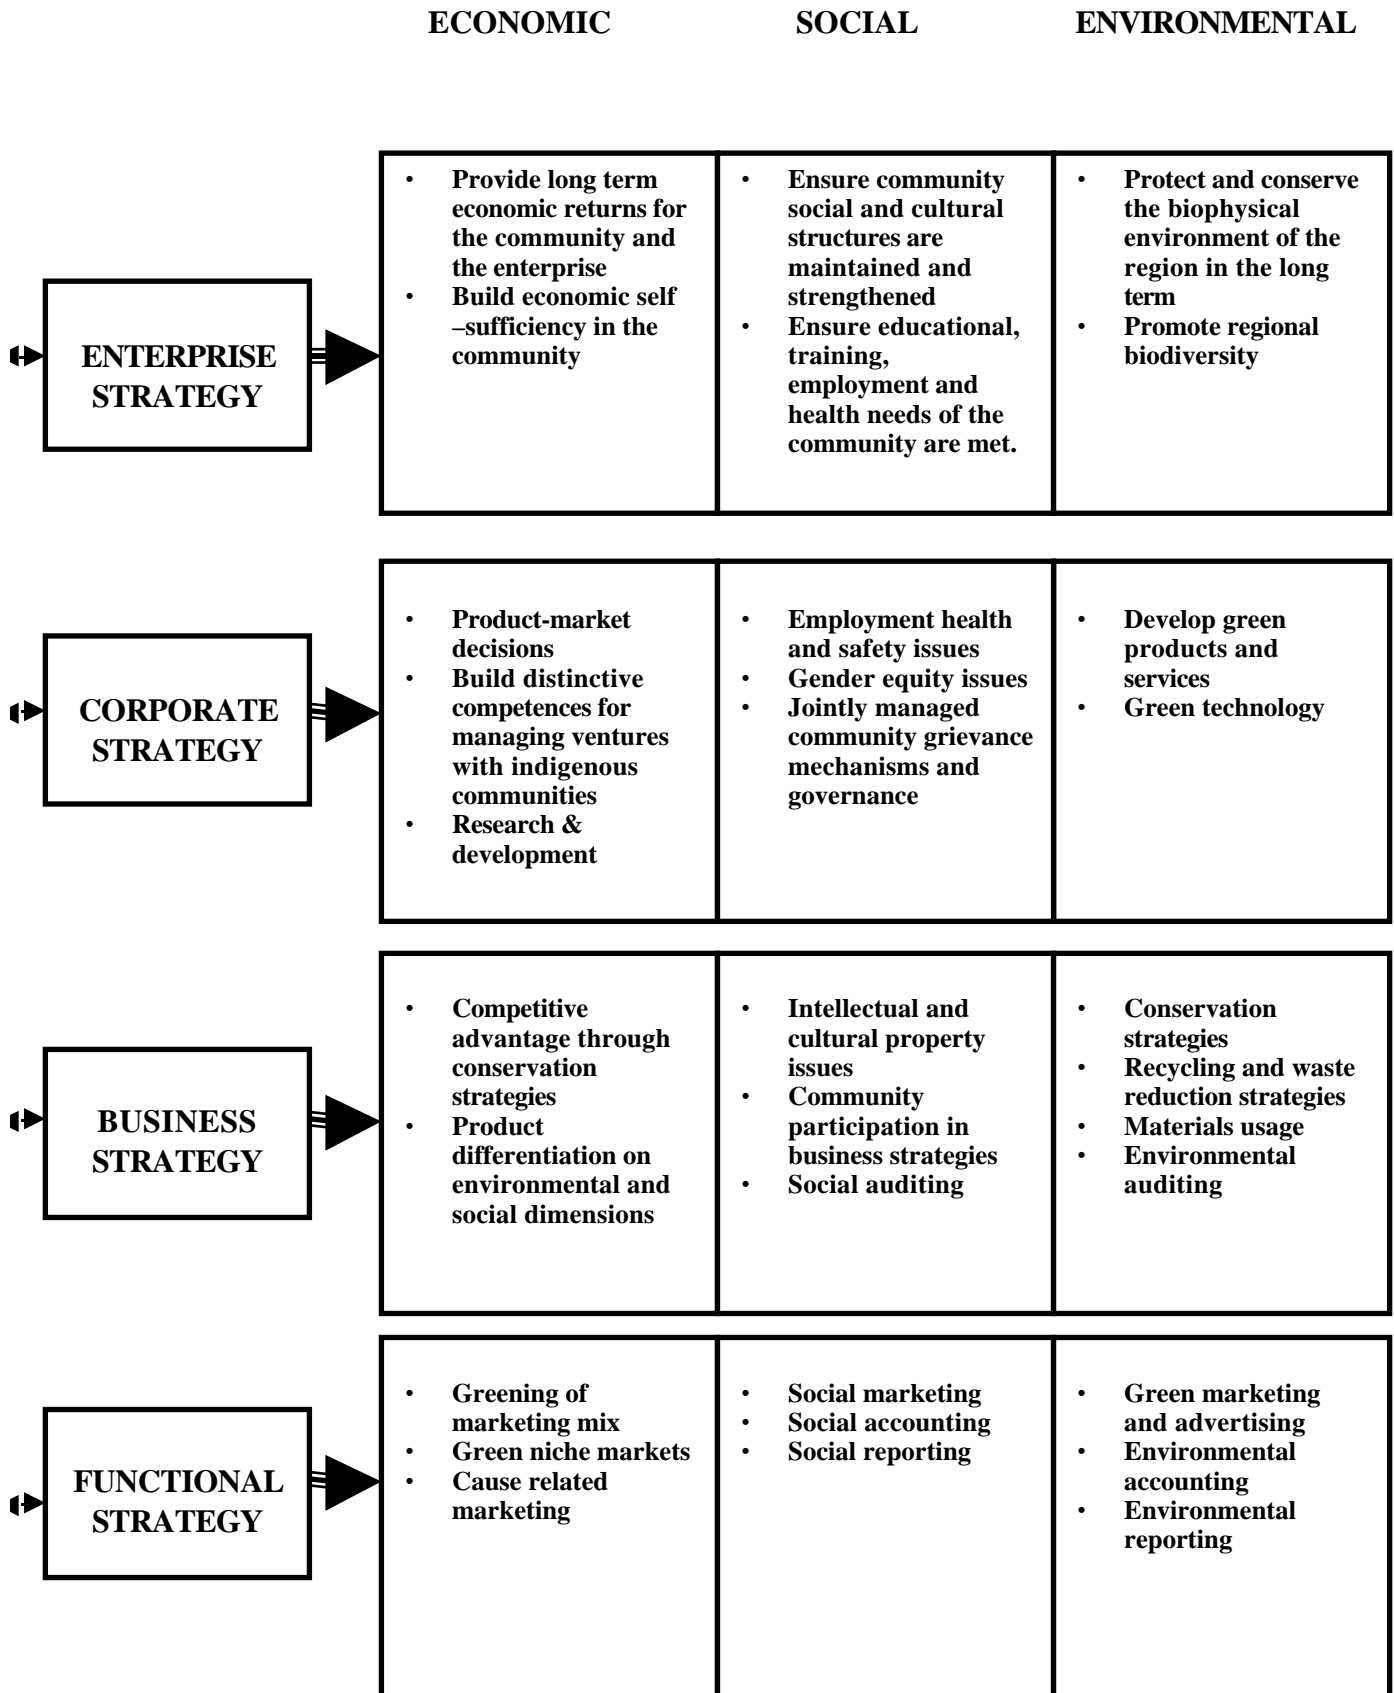 ECONOMIC SOCIAL ENVIRONMENTAL
ENTERPRISE
STRATEGY
• Provide long term
economic returns for
the community and
the enterprise
• Build economic self
–sufficiency in the
community
• Ensure community
social and cultural
structures are
maintained and
strengthened
• Ensure educational,
training,
employment and
health needs of the
community are met.
• Protect and conserve
the biophysical
environment of the
region in the long
term
• Promote regional
biodiversity
CORPORATE
STRATEGY
• Product-market
decisions
• Build distinctive
competences for
managing ventures
with indigenous
communities
• Research &
development
• Employment health
and safety issues
• Gender equity issues
• Jointly managed
community grievance
mechanisms and
governance
• Develop green
products and
services
• Green technology
BUSINESS
STRATEGY
• Competitive
advantage through
conservation
strategies
• Product
differentiation on
environmental and
social dimensions
• Intellectual and
cultural property
issues
• Community
participation in
business strategies
• Social auditing
• Conservation
strategies
• Recycling and waste
reduction strategies
• Materials usage
• Environmental
auditing
FUNCTIONAL
STRATEGY
• Greening of
marketing mix
• Green niche markets
• Cause related
marketing
• Social marketing
• Social accounting
• Social reporting
• Green marketing
and advertising
• Environmental
accounting
• Environmental
reporting